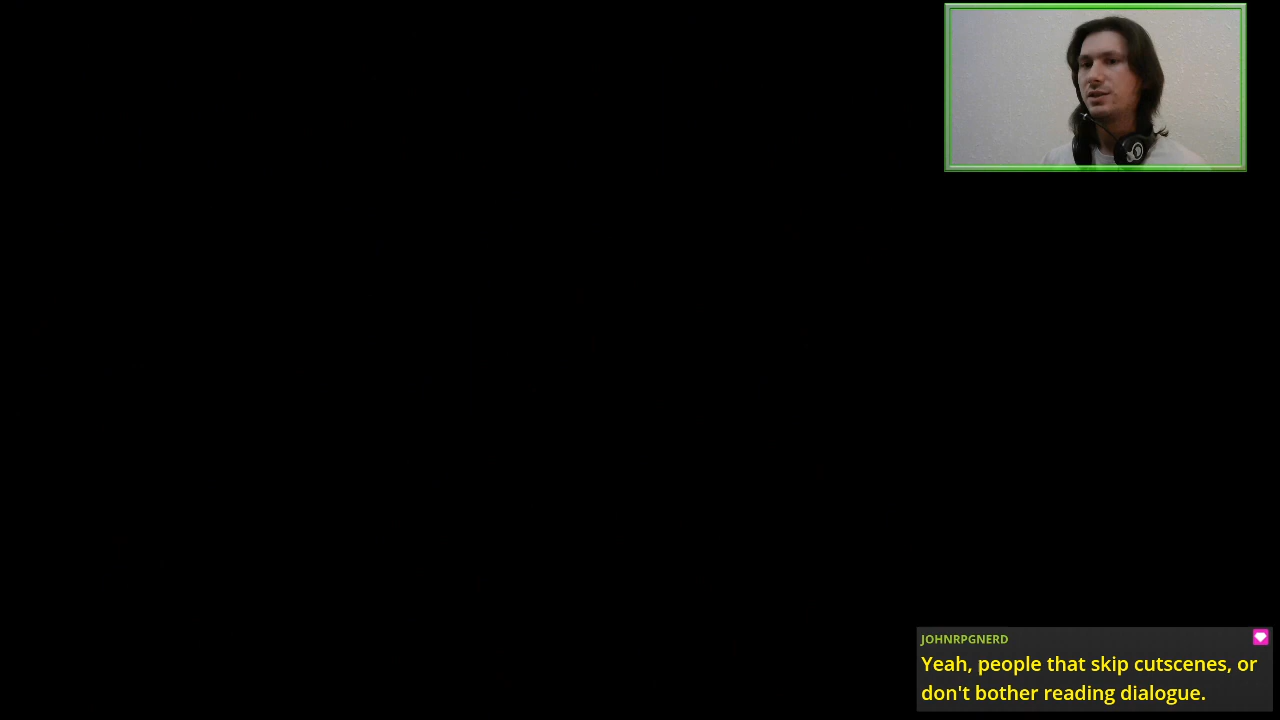 JOHNRPGNERD
Yeah, people that skip cutscenes, or
don't bother reading dialogue.